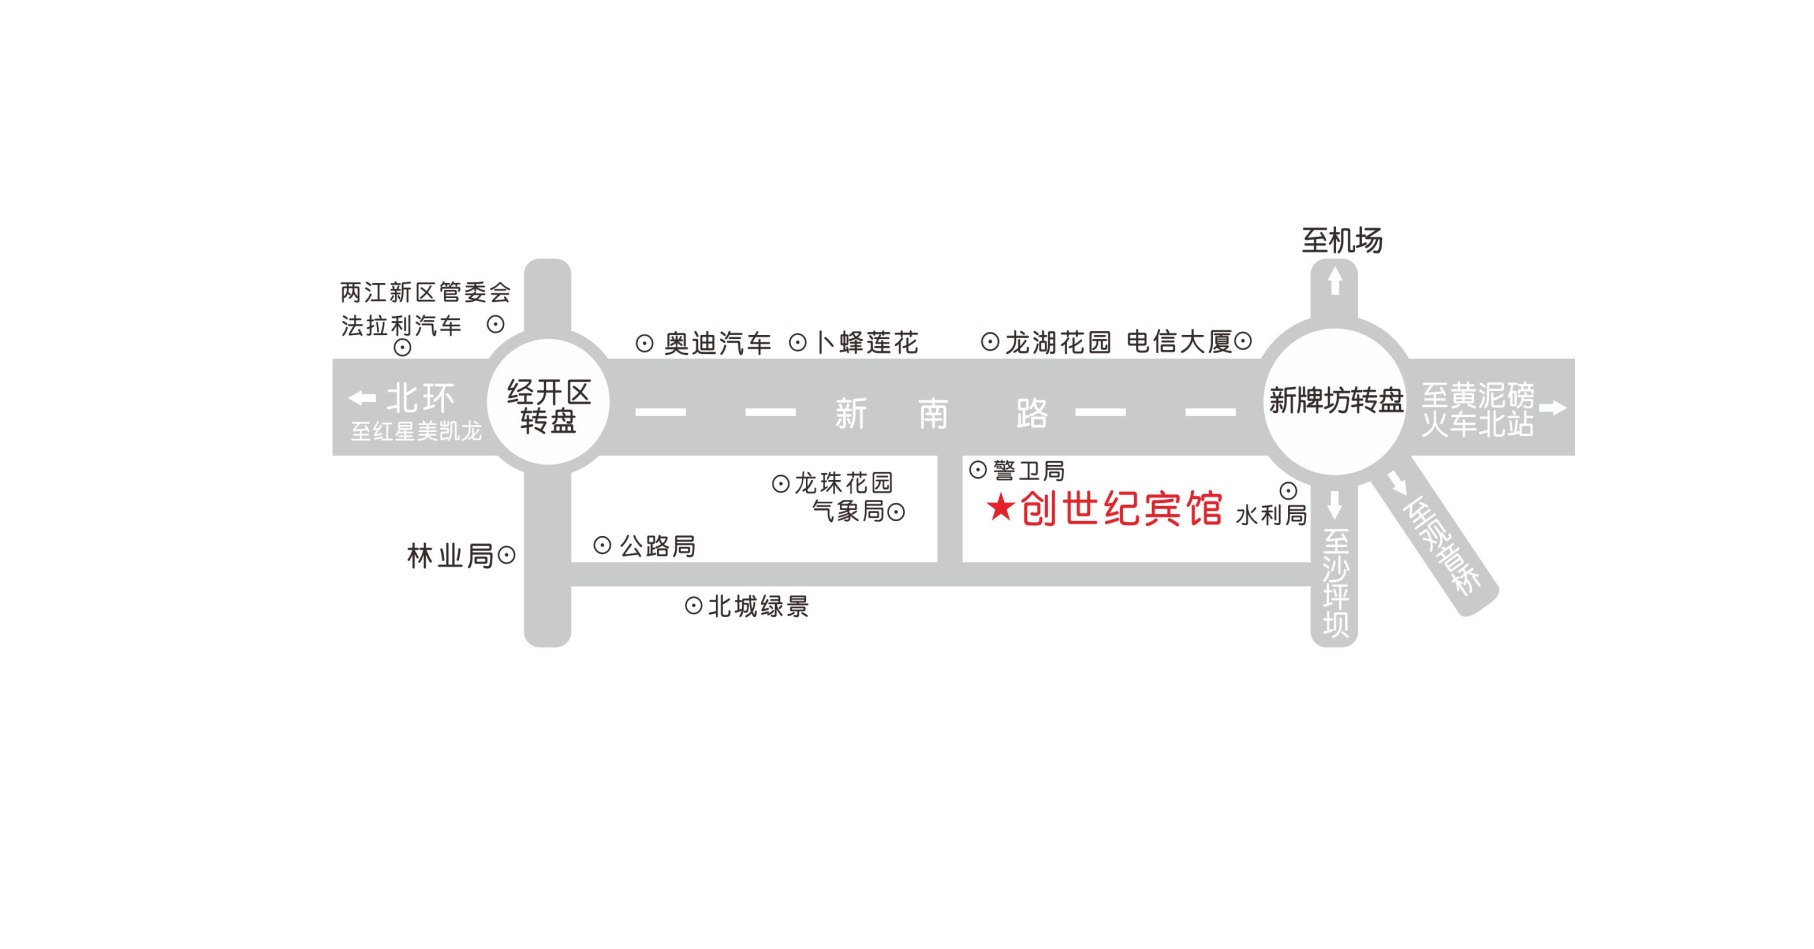 至机场
两江新区管委会
法拉利汽车
奥迪汽车
卜蜂莲花
龙湖花园
电信大厦
北环
至红星美凯龙
经开区
转盘
新南路
新牌坊转盘
至黄泥磅
火车北站
龙珠花园
气象局
警卫局
创世纪宾馆
水利局
林业局
公路局
北城绿景
至沙坪坝
至观音桥